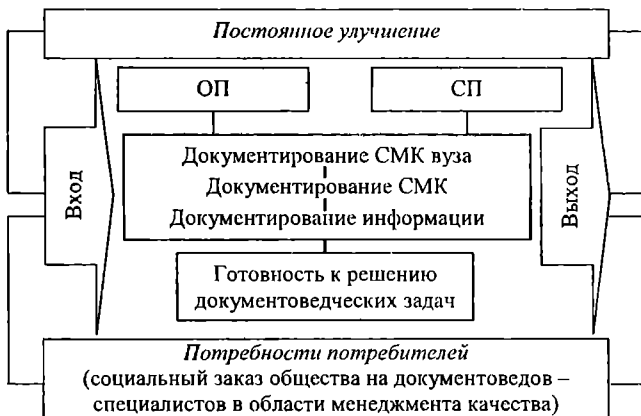 Постоянное улучшение
ОП
СП
Вход
Документирование СМК вуза
Документирование СМК
Документирование информации
Выход
Готовность к решению
документоведческих задач
Потребности потребителей
(социальный заказ общества на документоведов –
специалистов в области менеджмента качества)